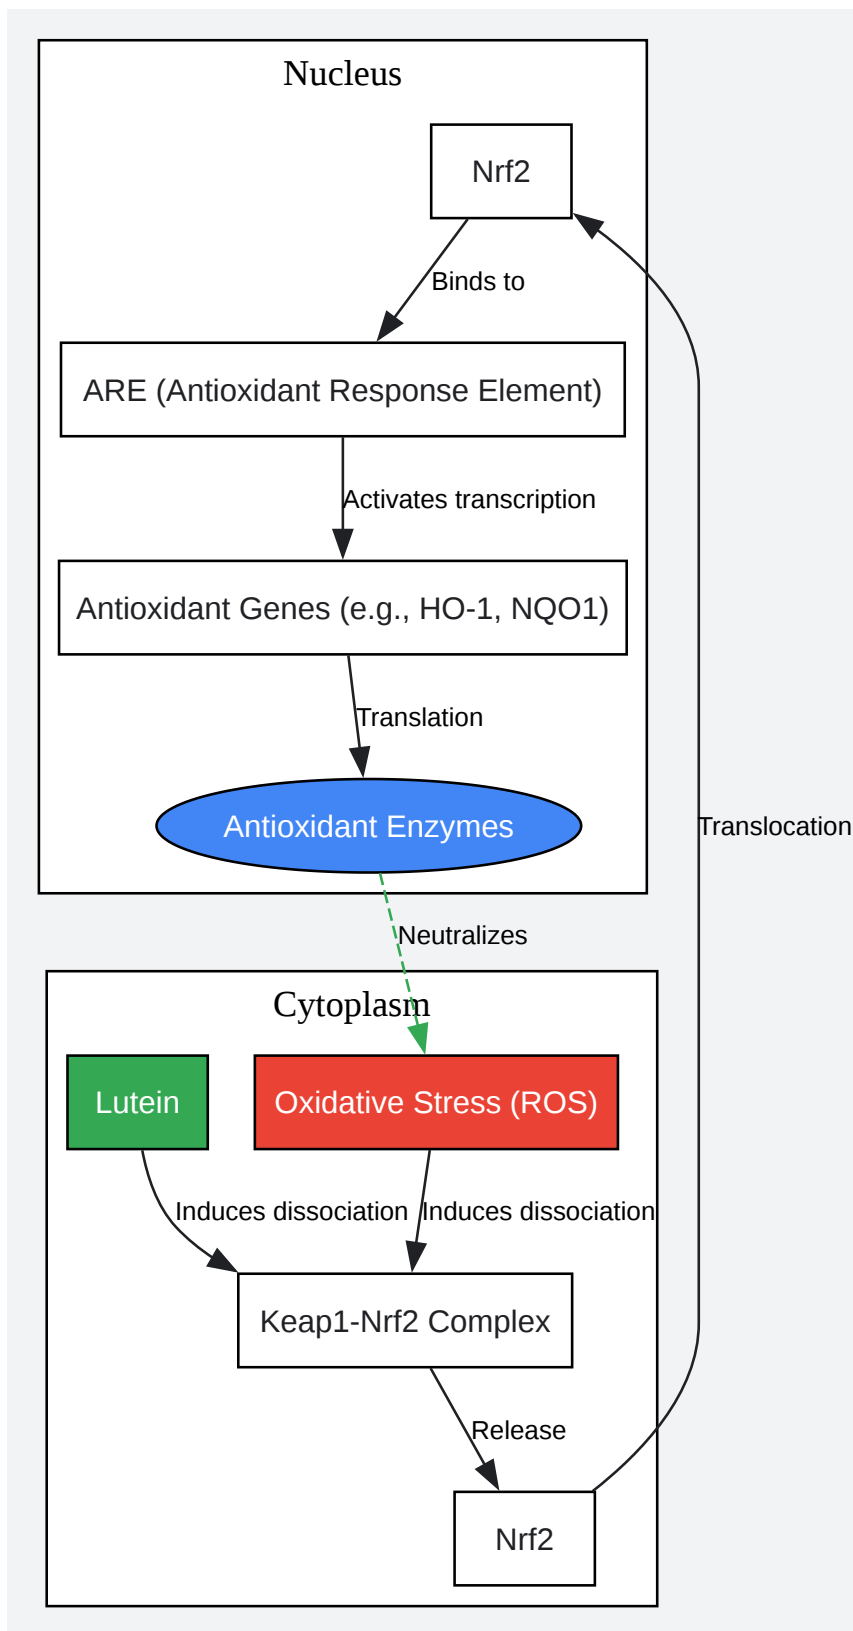 Nucleus
Nrf2
Binds to
ARE (Antioxidant Response Element)
Activates transcription
Antioxidant Genes (e.g., HO-1, NQO1)
Translation
Antioxidant Enzymes
Translocation
Neutralizes
Cytoplasm
Lutein
Oxidative Stress (ROS)
Induces dissociation
Induces dissociation
Keap1-Nrf2 Complex
Release
Nrf2